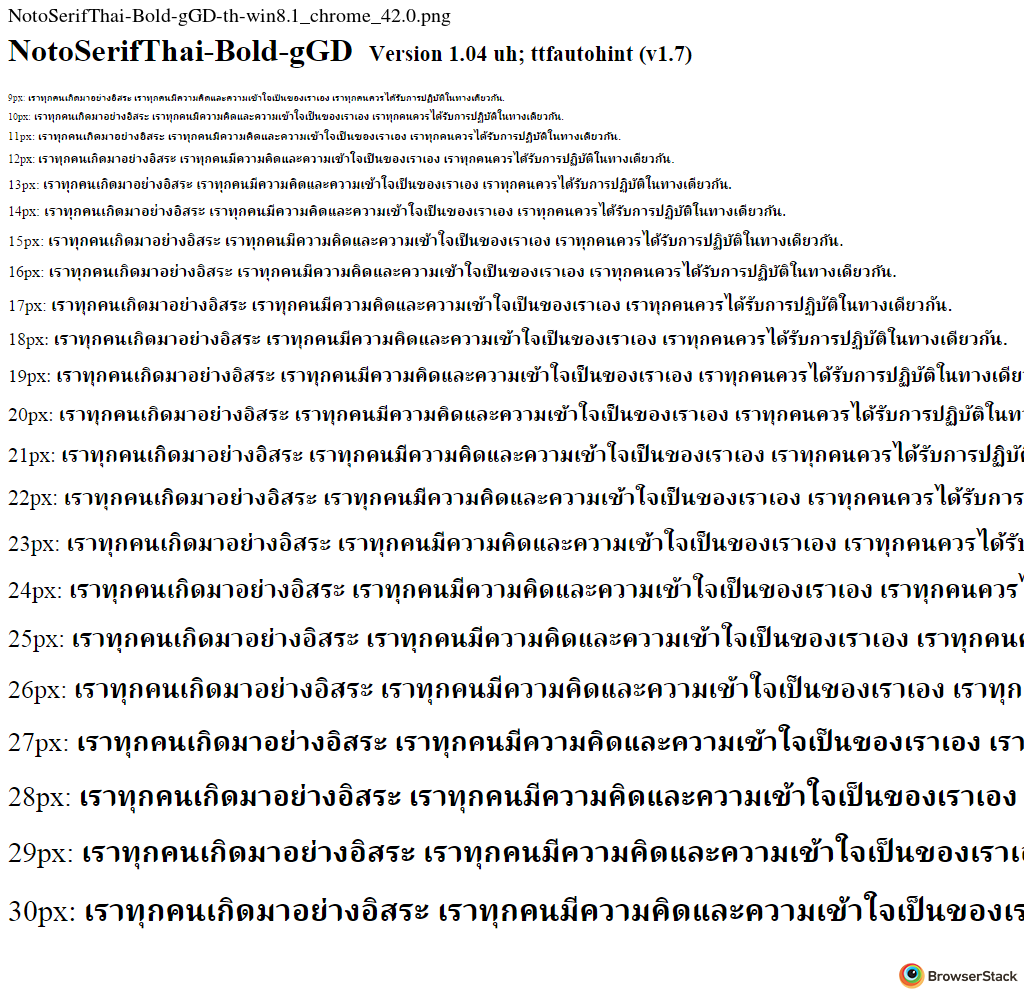 NotoSerifThai-Bold-gGD-th-win8.1_chrome_42.0.png
NotoSerifThai-Bold-gGD Version 1.04 uh; ttfautohint (v1.7)
9px: เราทุกคนเกิดมาอย่างอิสระ เราทุกคนมีความคิดและความเข้าใจเป็นของเราเอง เราทุกคนควรได้รับการปฏิบัติในทางเดียวกัน.
10px: เราทุกคนเกิดมาอย่างอิสระ เราทุกคนมีความคิดและความเข้าใจเป็นของเราเอง เราทุกคนควรได้รับการปฏิบัติในทางเดียวกัน.
11px: เราทุกคนเกิดมาอย่างอิสระ เราทุกคนมีความคิดและความเข้าใจเป็นของเราเอง เราทุกคนควรได้รับการปฏิบัติในทางเดียวกัน.
12px: เราทุกคนเกิดมาอย่างอิสระ เราทุกคนมีความคิดและความเข้าใจเป็นของเราเอง เราทุกคนควรได้รับการปฏิบัติในทางเดียวกัน.
13px: เราทุกคนเกิดมาอย่างอิสระ เราทุกคนมีความคิดและความเข้าใจเป็นของเราเอง เราทุกคนควรได้รับการปฏิบัติในทางเดียวกัน.
14px: เราทุกคนเกิดมาอย่างอิสระ เราทุกคนมีความคิดและความเข้าใจเป็นของเราเอง เราทุกคนควรได้รับการปฏิบัติในทางเดียวกัน.
15px: เราทุกคนเกิดมาอย่างอิสระ เราทุกคนมีความคิดและความเข้าใจเป็นของเราเอง เราทุกคนควรได้รับการปฏิบัติในทางเดียวกัน.
16px: เราทุกคนเกิดมาอย่างอิสระ เราทุกคนมีความคิดและความเข้าใจเป็นของเราเอง เราทุกคนควรได้รับการปฏิบัติในทางเดียวกัน.
17px: เราทุกคนเกิดมาอย่างอิสระ เราทุกคนมีความคิดและความเข้าใจเป็นของเราเอง เราทุกคนควรได้รับการปฏิบัติในทางเดียวกัน.
18px: เราทุกคนเกิดมาอย่างอิสระ เราทุกคนมีความคิดและความเข้าใจเป็นของเราเอง เราทุกคนควรได้รับการปฏิบัติในทางเดียวกัน.
19px: เราทุกคนเกิดมาอย่างอิสระ เราทุกคนมีความคิดและความเข้าใจเป็นของเราเอง เราทุกคนควรได้รับการปฏิบัติในทางเดีย
20px: เราทุกคนเกิดมาอย่างอิสระ เราทุกคนมีความคิดและความเข้าใจเป็นของเราเอง เราทุกคนควรได้รับการปฏิบัติในท
21px: เราทุกคนเกิดมาอย่างอิสระ เราทุกคนมีความคิดและความเข้าใจเป็นของเราเอง เราทุกคนควรได้รับการปฏิบั
22px: เราทุกคนเกิดมาอย่างอิสระ เราทุกคนมีความคิดและความเข้าใจเป็นของเราเอง เราทุกคนควรได้รับการ
23px: เราทุกคนเกิดมาอย่างอิสระ เราทุกคนมีความคิดและความเข้าใจเป็นของเราเอง เราทุกคนควรได้รั
24px: เราทุกคนเกิดมาอย่างอิสระ เราทุกคนมีความคิดและความเข้าใจเป็นของเราเอง เราทุกคนควร
25px: เราทุกคนเกิดมาอย่างอิสระ เราทุกคนมีความคิดและความเข้าใจเป็นของเราเอง เราทุกคน
26px: เราทุกคนเกิดมาอย่างอิสระ เราทุกคนมีความคิดและความเข้าใจเป็นของเราเอง เราทุก
27px: เราทุกคนเกิดมาอย่างอิสระ เราทุกคนมีความคิดและความเข้าใจเป็นของเราเอง เรา
28px: เราทุกคนเกิดมาอย่างอิสระ เราทุกคนมีความคิดและความเข้าใจเป็นของเราเอง
29px: เราทุกคนเกิดมาอย่างอิสระ เราทุกคนมีความคิดและความเข้าใจเป็นของเราเ
30px: เราทุกคนเกิดมาอย่างอิสระ เราทุกคนมีความคิดและความเข้าใจเป็นของเร
BrowserStack